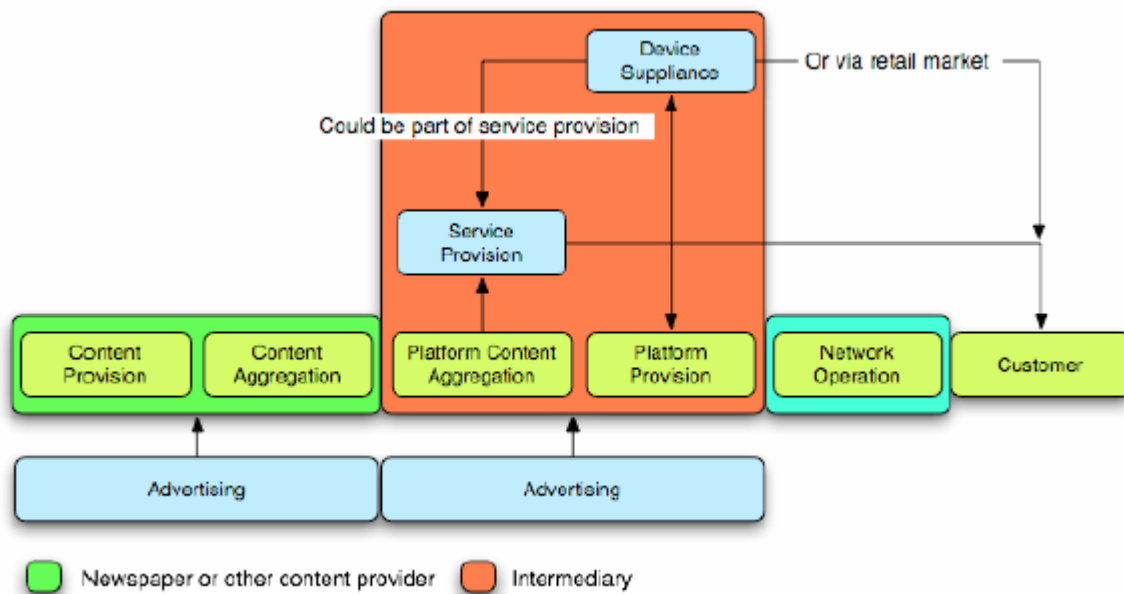 Device
Suppliance
Or via retail market
Could be part of service provision
Service
Provision
Content
Provision
Content
Aggregation
Platform Content
Aggregation
Platform
Provision
Network
Operation
Customer
Advertising
Advertising
Newspaper or other content provider
Intermediary